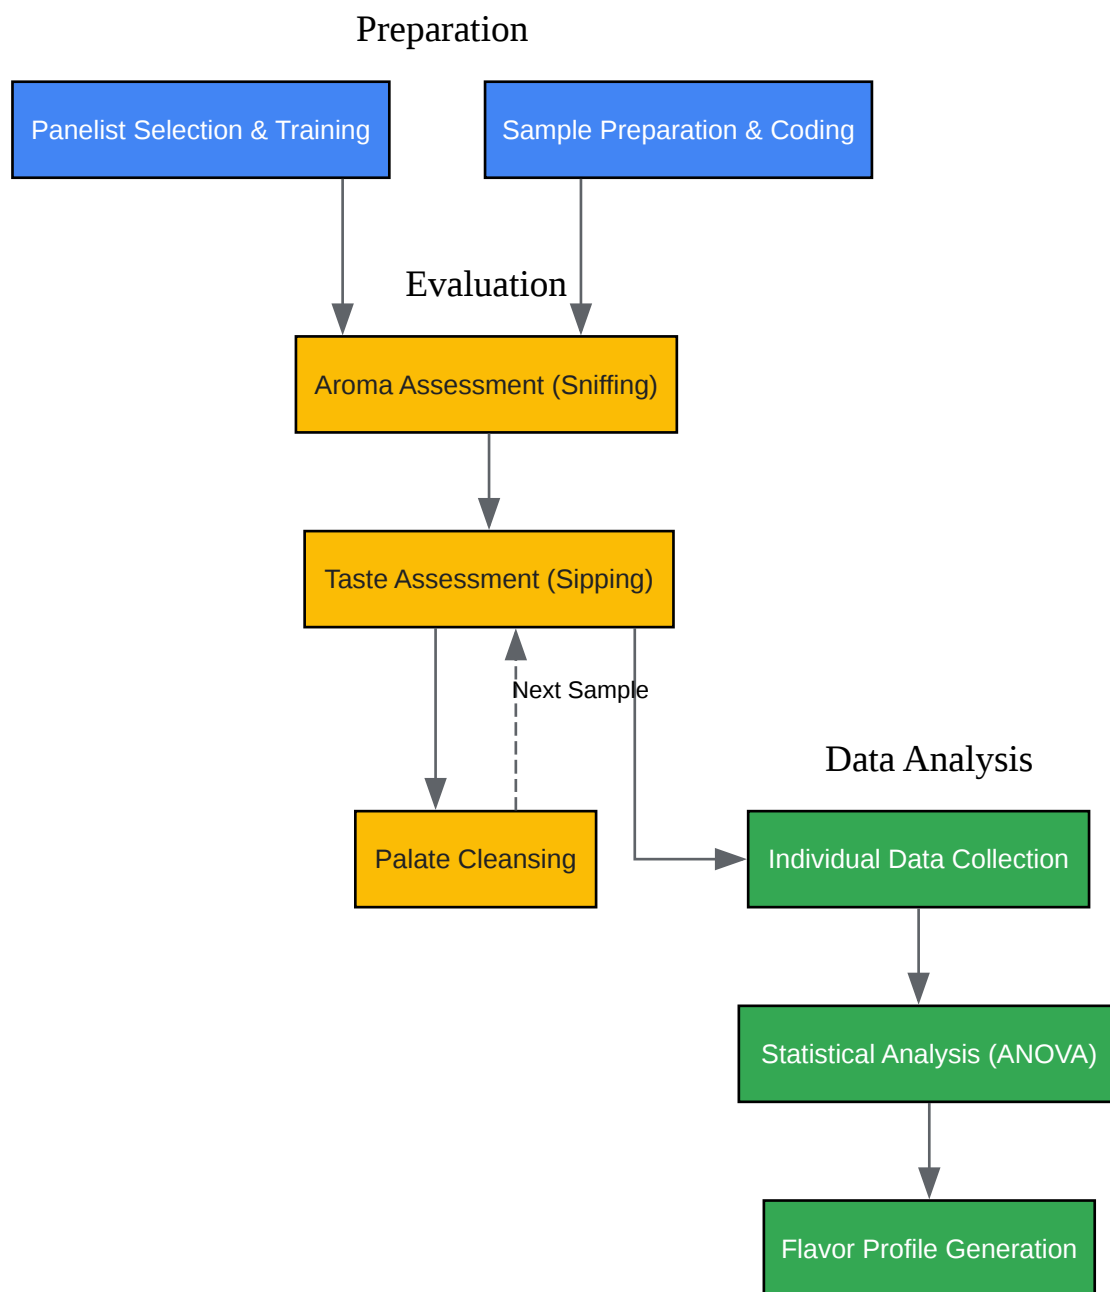 Preparation
Panelist Selection & Training
Sample Preparation & Coding
Evaluation
Aroma Assessment (Sniffing)
Taste Assessment (Sipping)
Next Sample
Data Analysis
Palate Cleansing
Individual Data Collection
Statistical Analysis (ANOVA)
Flavor Profile Generation